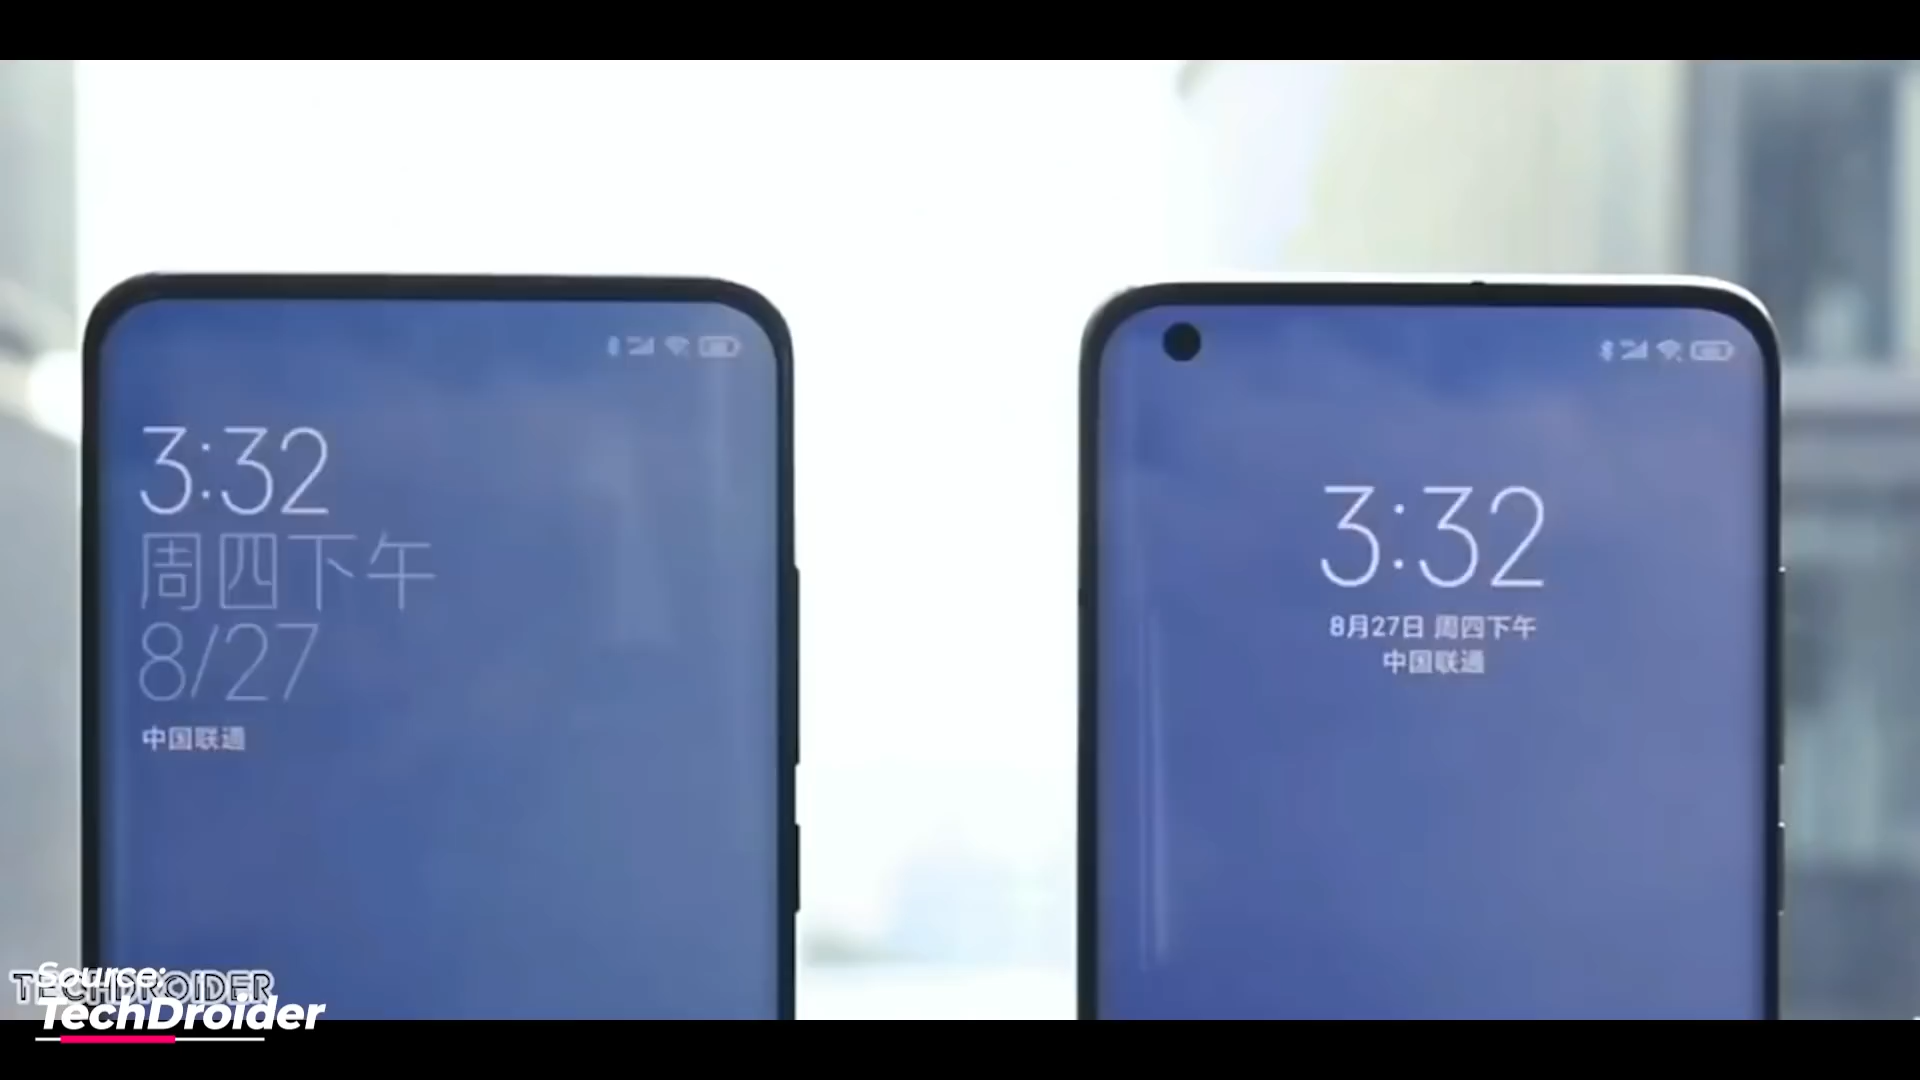 3:32
周四下午
8/27
中国联通
3:32
8月27日 周四下午
中国联通
TECHDROIDER
Source:
TechDroider